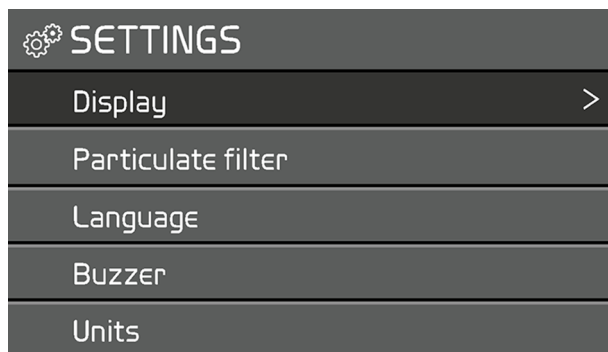 SETTINGS
Display >
Particulate filter
Language
Buzzer
Units